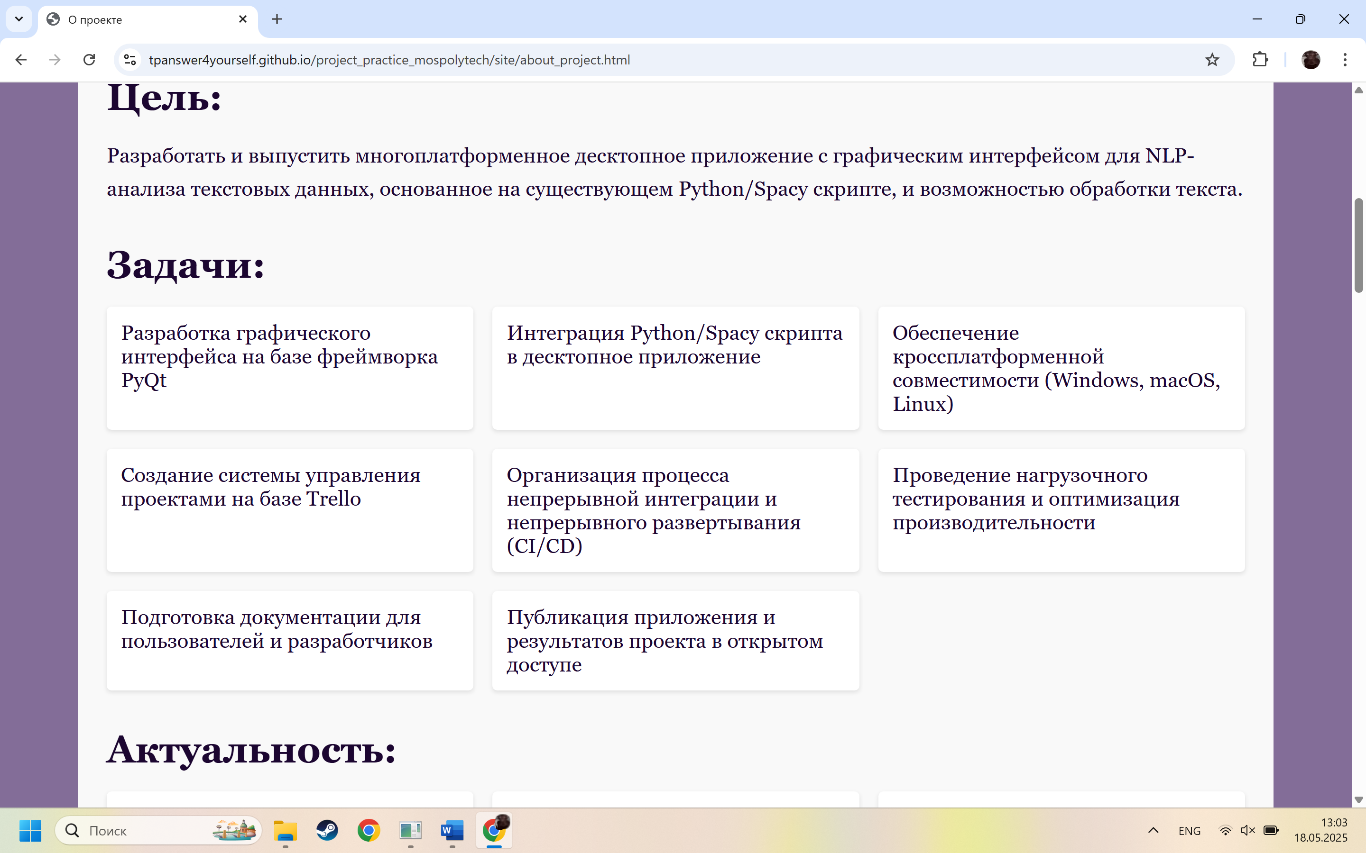 О проекте
tpanswer4yourself.github.io/project_practice_mospolytech/site/about_project.html
Цель:
Разработать и выпустить многоплатформенное десктопное приложение с графическим интерфейсом для NLP-
анализа текстовых данных, основанное на существующем Python/Spacy скрипте, и возможностью обработки текста.
Задачи:
Разработка графического
интерфейса на базе фреймворка
PyQt
Интеграция Python/Spacy скрипта
в десктопное приложение
Обеспечение
кроссплатформенной
совместимости (Windows, macOS,
Linux)
Создание системы управления
проектами на базе Trello
Организация процесса
непрерывной интеграции и
непрерывного развертывания
(CI/CD)
Проведение нагрузочного
тестирования и оптимизация
производительности
Подготовка документации для
пользователей и разработчиков
Публикация приложения и
результатов проекта в открытом
доступе
Актуальность:
Поиск
W
ENG
13:03
18.05.2025